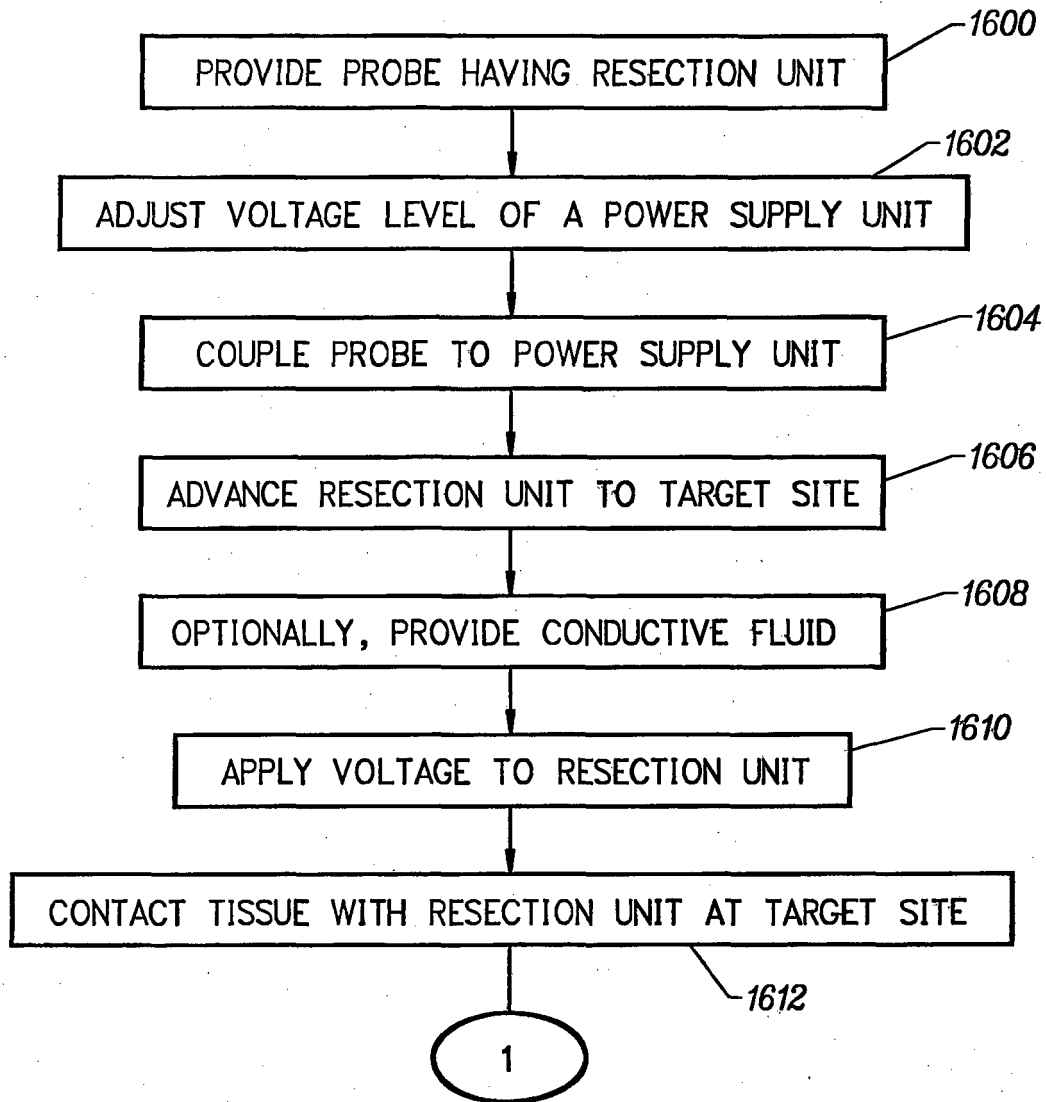 1600
PROVIDE PROBE HAVING RESECTION UNIT
1602
ADJUST VOLTAGE LEVEL OF A POWER SUPPLY UNIT
1604
COUPLE PROBE TO POWER SUPPLY UNIT
1606
ADVANCE RESECTION UNIT TO TARGET SITE
1608
OPTIONALLY, PROVIDE CONDUCTIVE FLUID
1610
APPLY VOLTAGE TO RESECTION UNIT
CONTACT TISSUE WITH RESECTION UNIT AT TARGET SITE
1612
1